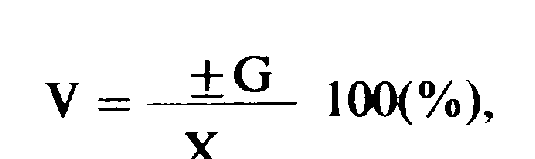 V = ±G / X 100(%),